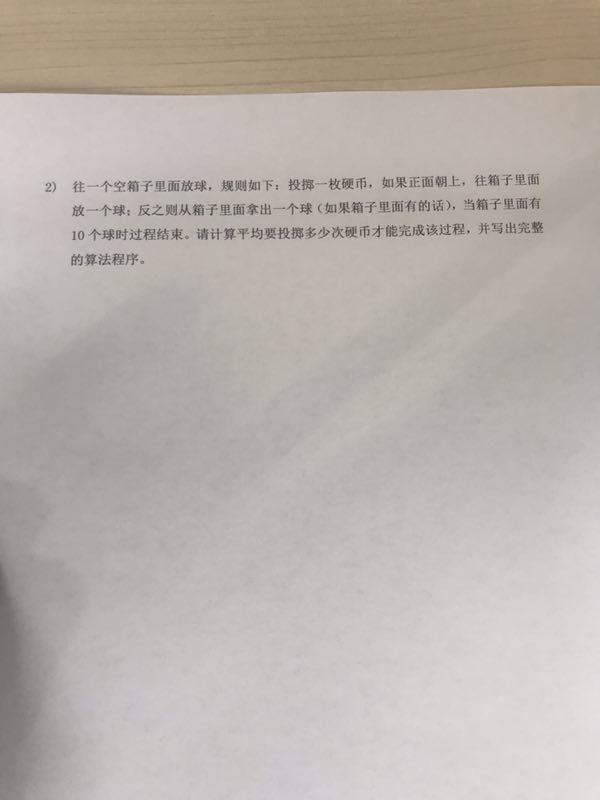 2) 往一个空箱子里面放球，规则如下：投掷一枚硬币，如果正面朝上，往箱子里面
放一个球；反之则从箱子里面拿出一个球（如果箱子里面有的话），当箱子里面有
10 个球时过程结束。请计算平均要投掷多少次硬币才能完成该过程，并写出完整
的算法程序。